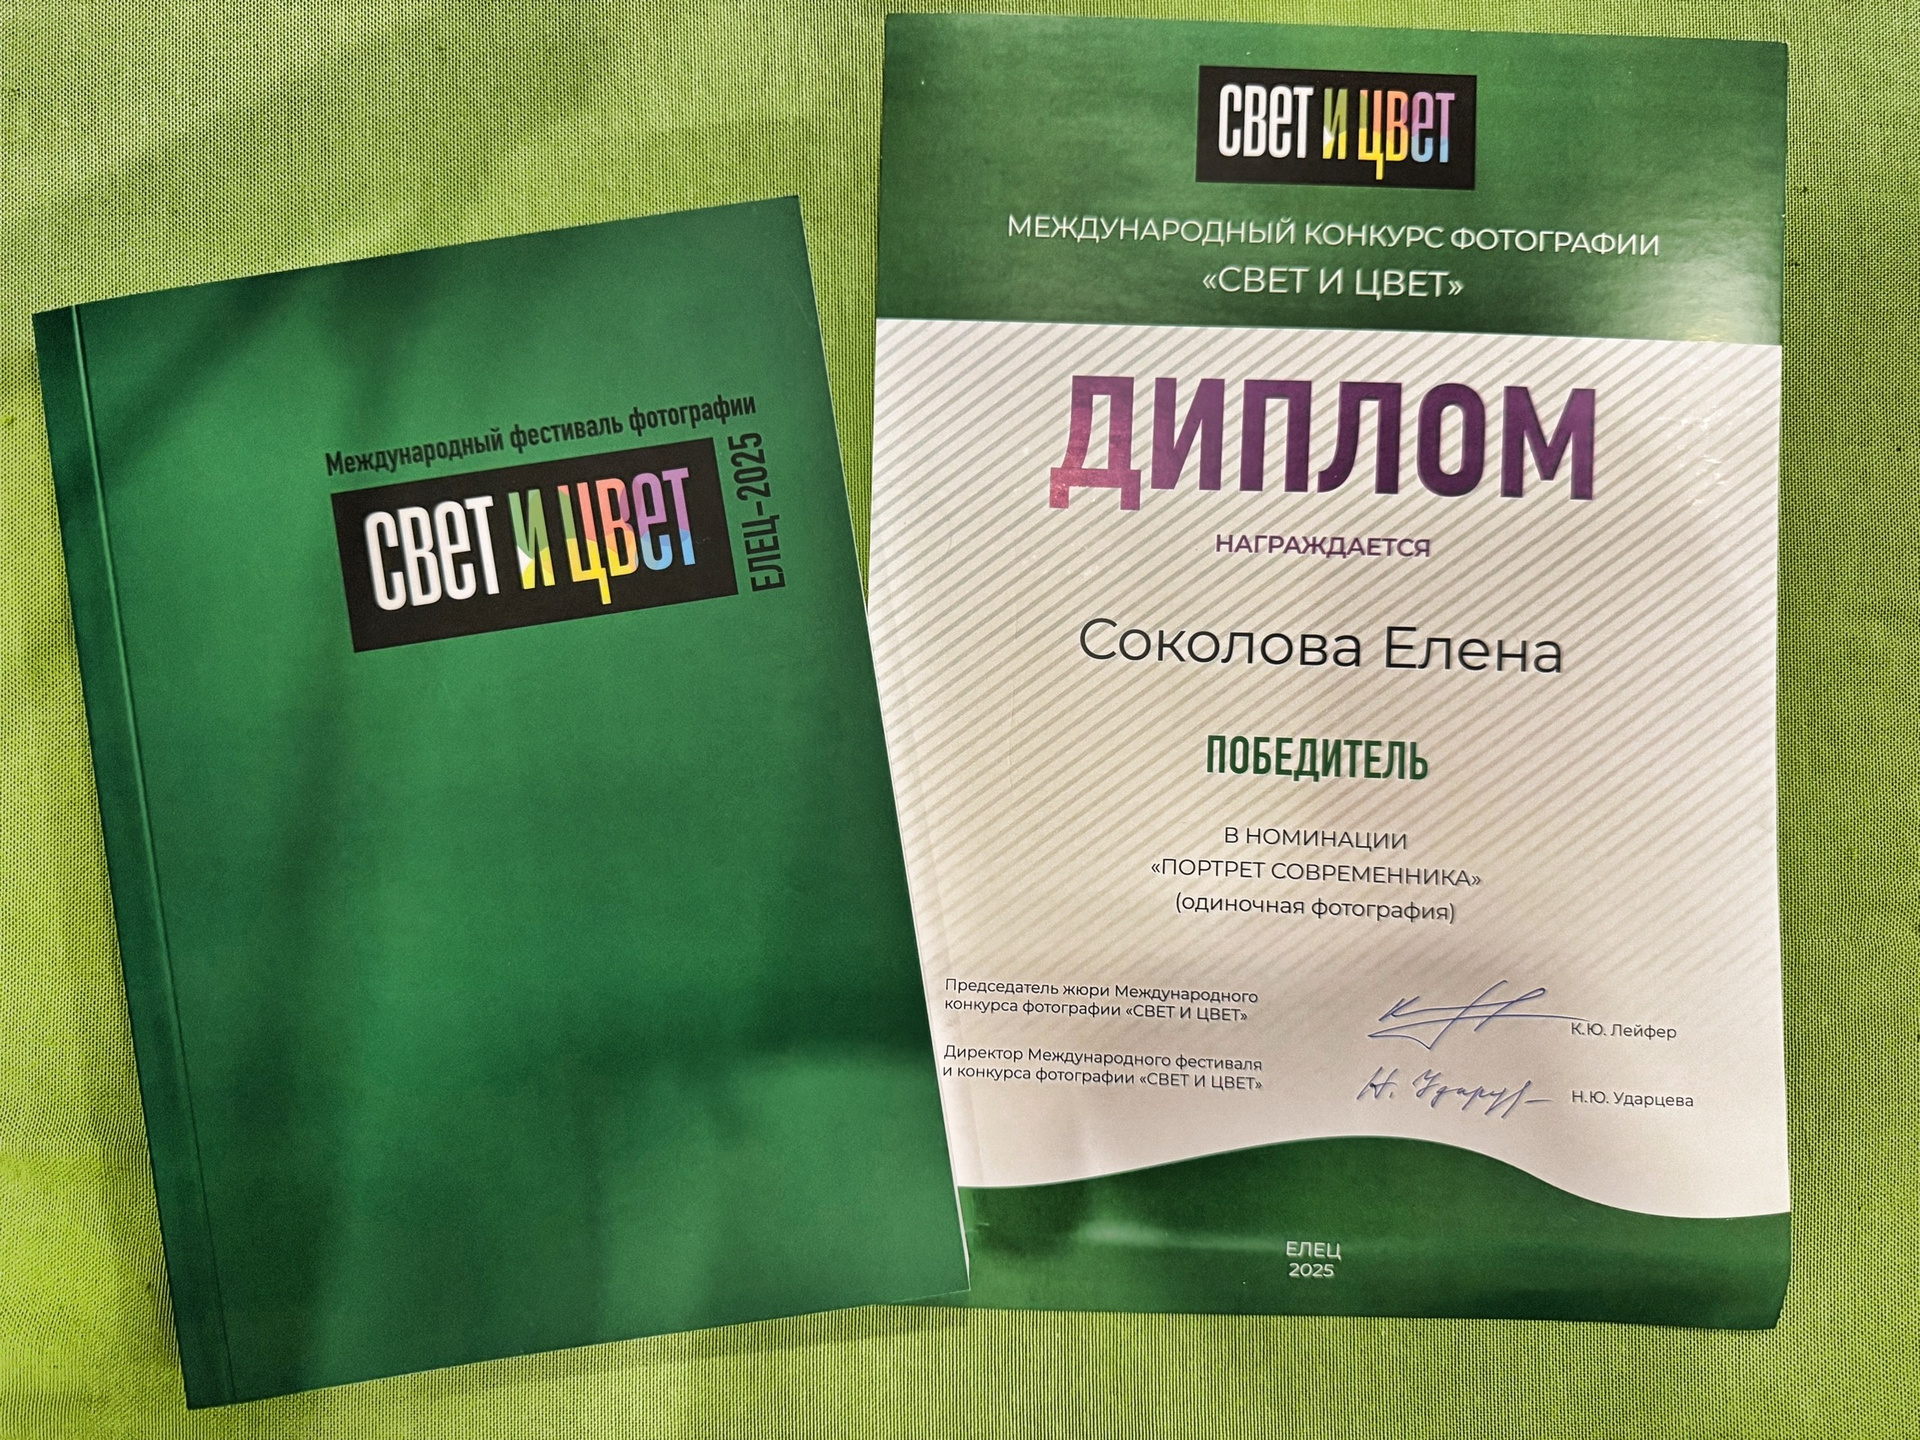 Международный фестиваль фотографии
СВЕТ И ЦВЕТ
ЕЛЕЦ-2025
СВЕТ И ЦВЕТ
МЕЖДУНАРОДНЫЙ КОНКУРС ФОТОГРАФИИ
«СВЕТ И ЦВЕТ»
ДИПЛОМ
НАГРАЖДАЕТСЯ
Соколова Елена
ПОБЕДИТЕЛЬ
В НОМИНАЦИИ
«ПОРТРЕТ СОВРЕМЕННИКА»
(одиночная фотография)
Председатель жюри Международного
конкурса фотографии «СВЕТ И ЦВЕТ»
К.Ю. Лейфер
Директор Международного фестиваля
и конкурса фотографии «СВЕТ И ЦВЕТ»
Н.Ю. Ударцева
ЕЛЕЦ
2025